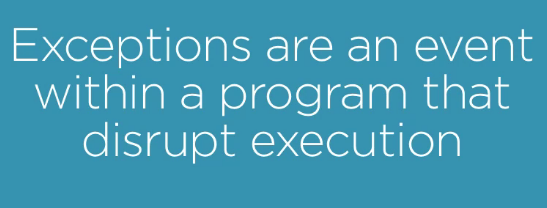 Exceptions are an event
within a program that
disrupt execution